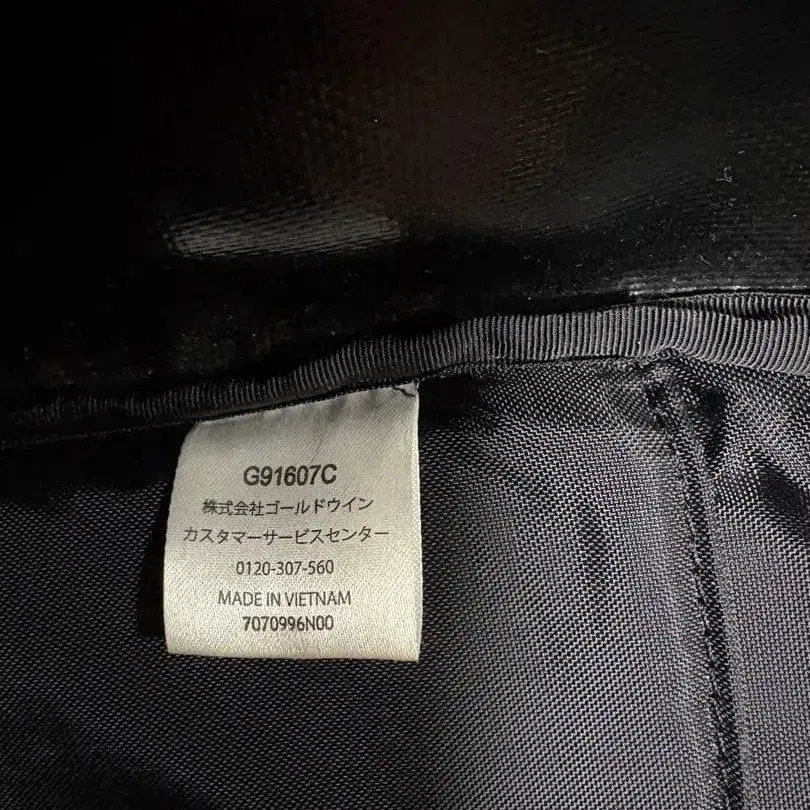 G91607C
株式会社ゴールドウイン
カスタマーサービスセンター
0120-307-560
MADE IN VIETNAM
7070996N00